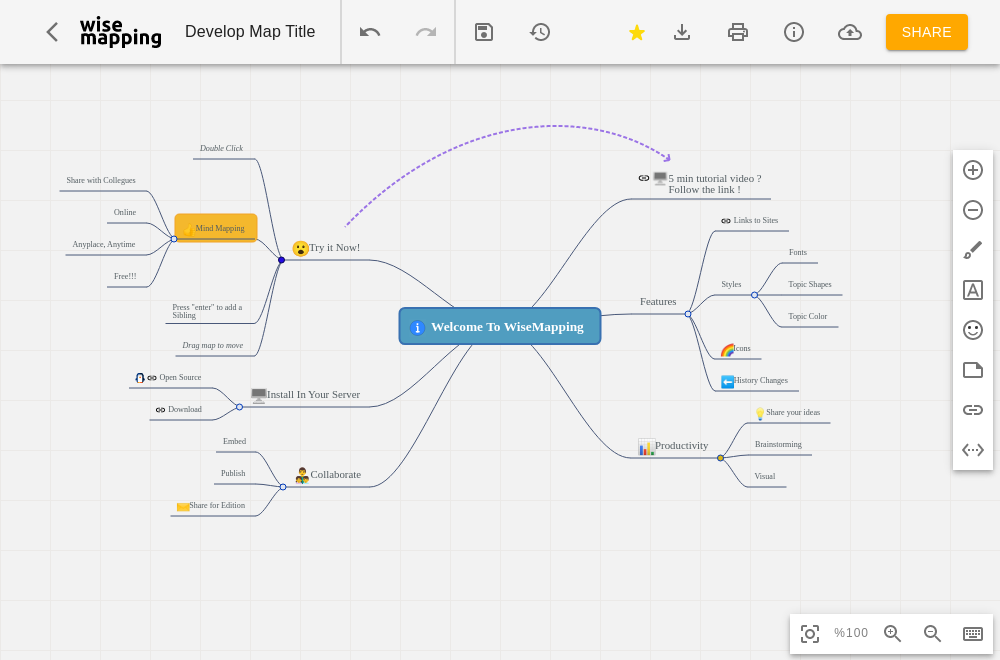 wise
mapping
Develop Map Title
SHARE
Double Click
Share with Collegues
Online
Anyplace, Anytime
Free!!!
Mind Mapping
Try it Now!
Press "enter" to add a
Sibling
Drag map to move
Open Source
Download
Install In Your Server
Embed
Publish
Share for Edition
Collaborate
Welcome To WiseMapping
5 min tutorial video ?
Follow the link !
Links to Sites
Features
Styles
Fonts
Topic Shapes
Topic Color
Icons
History Changes
Productivity
Share your ideas
Brainstorming
Visual
%100